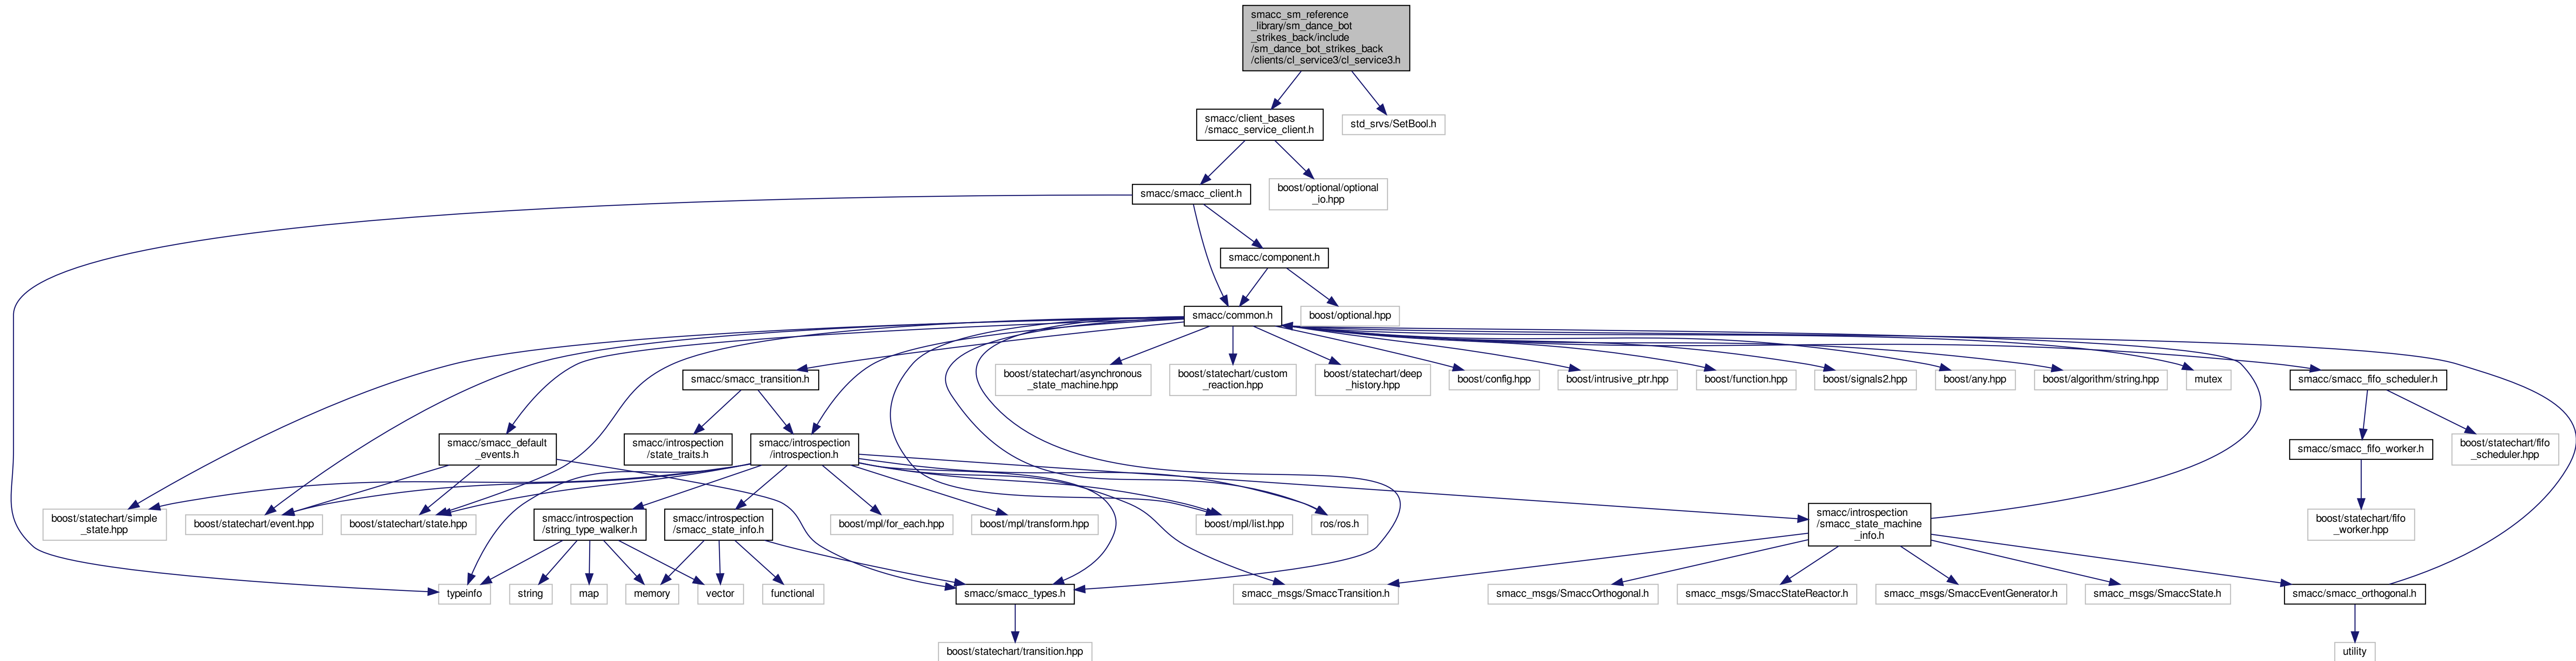 smacc_sm_reference
_library/sm_dance_bot
_strikes_back/include
/sm_dance_bot_strikes_back
/clients/cl_service3/cl_service3.h
smacc/client_bases
/smacc_service_client.h
std_srvs/SetBool.h
smacc/smacc_client.h
boost/optional/optional
_io.hpp
smacc/component.h
smacc/common.h
boost/optional.hpp
smacc/smacc_transition.h
boost/statechart/asynchronous
_state_machine.hpp
boost/statechart/custom
_reaction.hpp
boost/statechart/deep
_history.hpp
boost/config.hpp
boost/intrusive_ptr.hpp
boost/function.hpp
boost/signals2.hpp
boost/any.hpp
boost/algorithm/string.hpp
mutex
smacc/smacc_fifo_scheduler.h
smacc/smacc_default
_events.h
smacc/introspection
/state_traits.h
smacc/introspection
/introspection.h
smacc/smacc_fifo_worker.h
boost/statechart/fifo
_scheduler.hpp
boost/statechart/simple
_state.hpp
boost/statechart/event.hpp
boost/statechart/state.hpp
smacc/introspection
/string_type_walker.h
smacc/introspection
/smacc_state_info.h
boost/mpl/for_each.hpp
boost/mpl/transform.hpp
boost/mpl/list.hpp
ros/ros.h
smacc/introspection
/smacc_state_machine
_info.h
boost/statechart/fifo
_worker.hpp
typeinfo
string
map
memory
vector
functional
smacc/smacc_types.h
smacc_msgs/SmaccTransition.h
smacc_msgs/SmaccOrthogonal.h
smacc_msgs/SmaccStateReactor.h
smacc_msgs/SmaccEventGenerator.h
smacc_msgs/SmaccState.h
smacc/smacc_orthogonal.h
boost/statechart/transition.hpp
utility